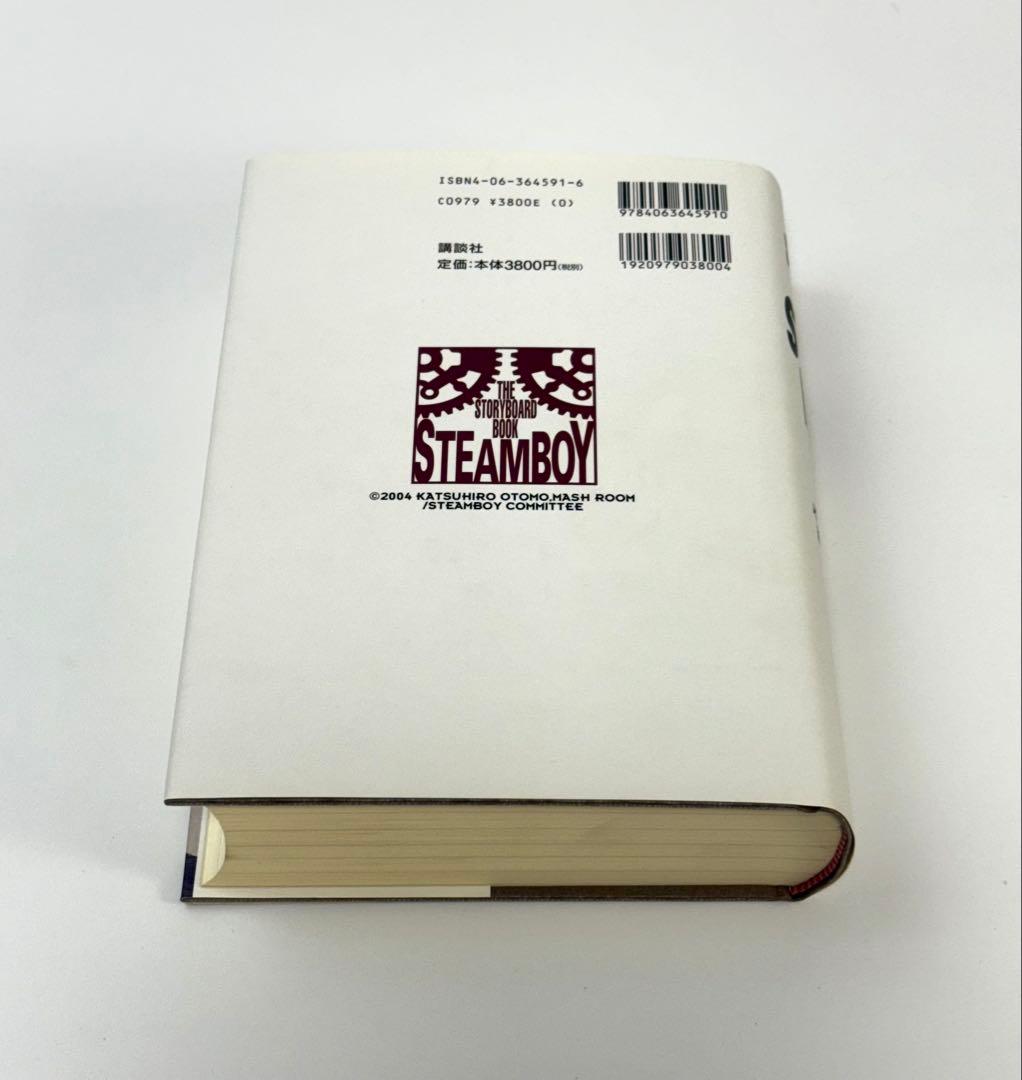 ISBN4-06-364591-6
C0979 ¥3800E (0)
9784063645910
講談社
定価:本体3800円(税別)
1920979038004
THE
STORYBOARD
BOOK
STEAMBOY
©2004 KATSUHIRO OTOMO.MASH ROOM
/STEAMBOY COMMITTEE
S